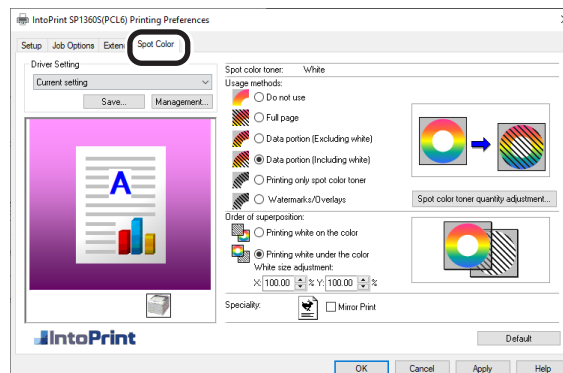 IntoPrint SP1360S(PCL6) Printing Preferences
Setup Job Options Exten Spot Color
Driver Setting
Current setting
Save... Management...
A
IntoPrint
Spot color toner: White
Usage methods:
Do not use
Full page
Data portion (Excluding white)
Data portion (Including white)
Printing only spot color toner
Watermarks/Overlays
Spot color toner quantity adjustment...
Order of superposition:
Printing white on the color
Printing white under the color
White size adjustment:
X: 100.00 % Y: 100.00 %
Speciality: Mirror Print
Default
OK Cancel Apply Help